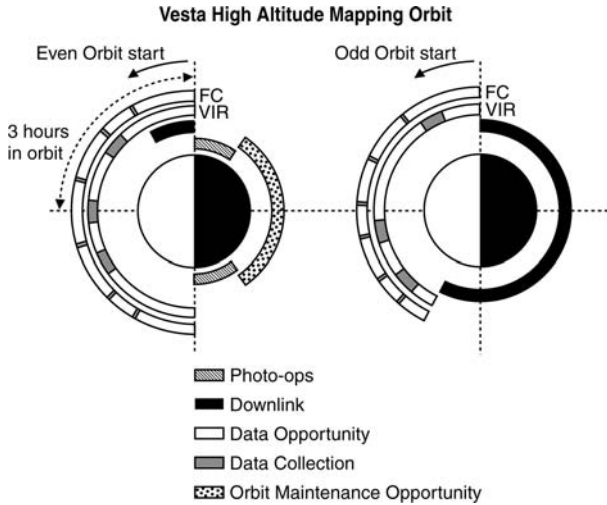 Vesta High Altitude Mapping Orbit
Even Orbit start
Odd Orbit start
FC
VIR
FC
VIR
3 hours
in orbit
Photo-ops
Downlink
Data Opportunity
Data Collection
Orbit Maintenance Opportunity